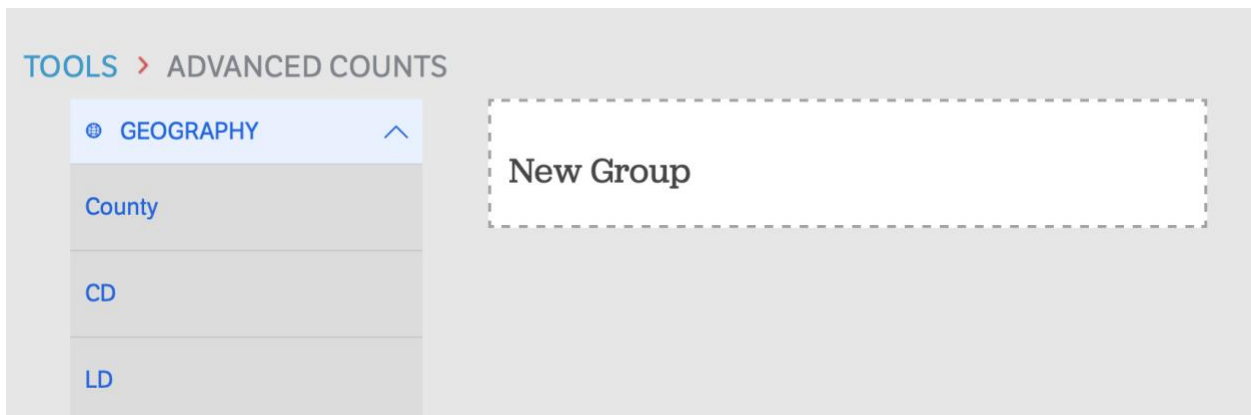 TOOLS > ADVANCED COUNTS
GEOGRAPHY
New Group
County
CD
LD